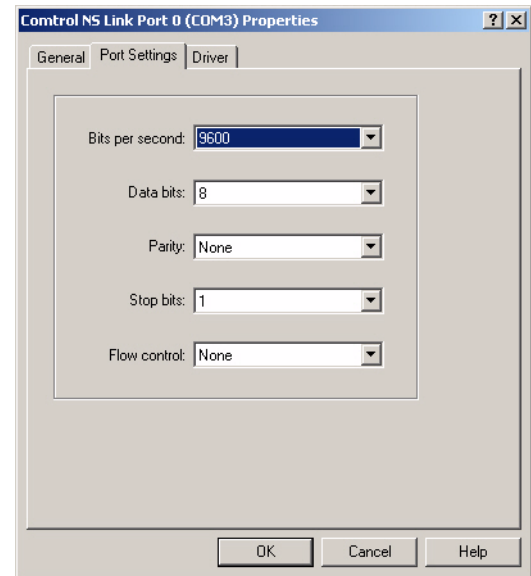 Comtrol NS Link Port 0 (COM3) Properties
General Port Settings Driver
Bits per second: 9600
Data bits: 8
Parity: None
Stop bits: 1
Flow control: None
OK Cancel Help